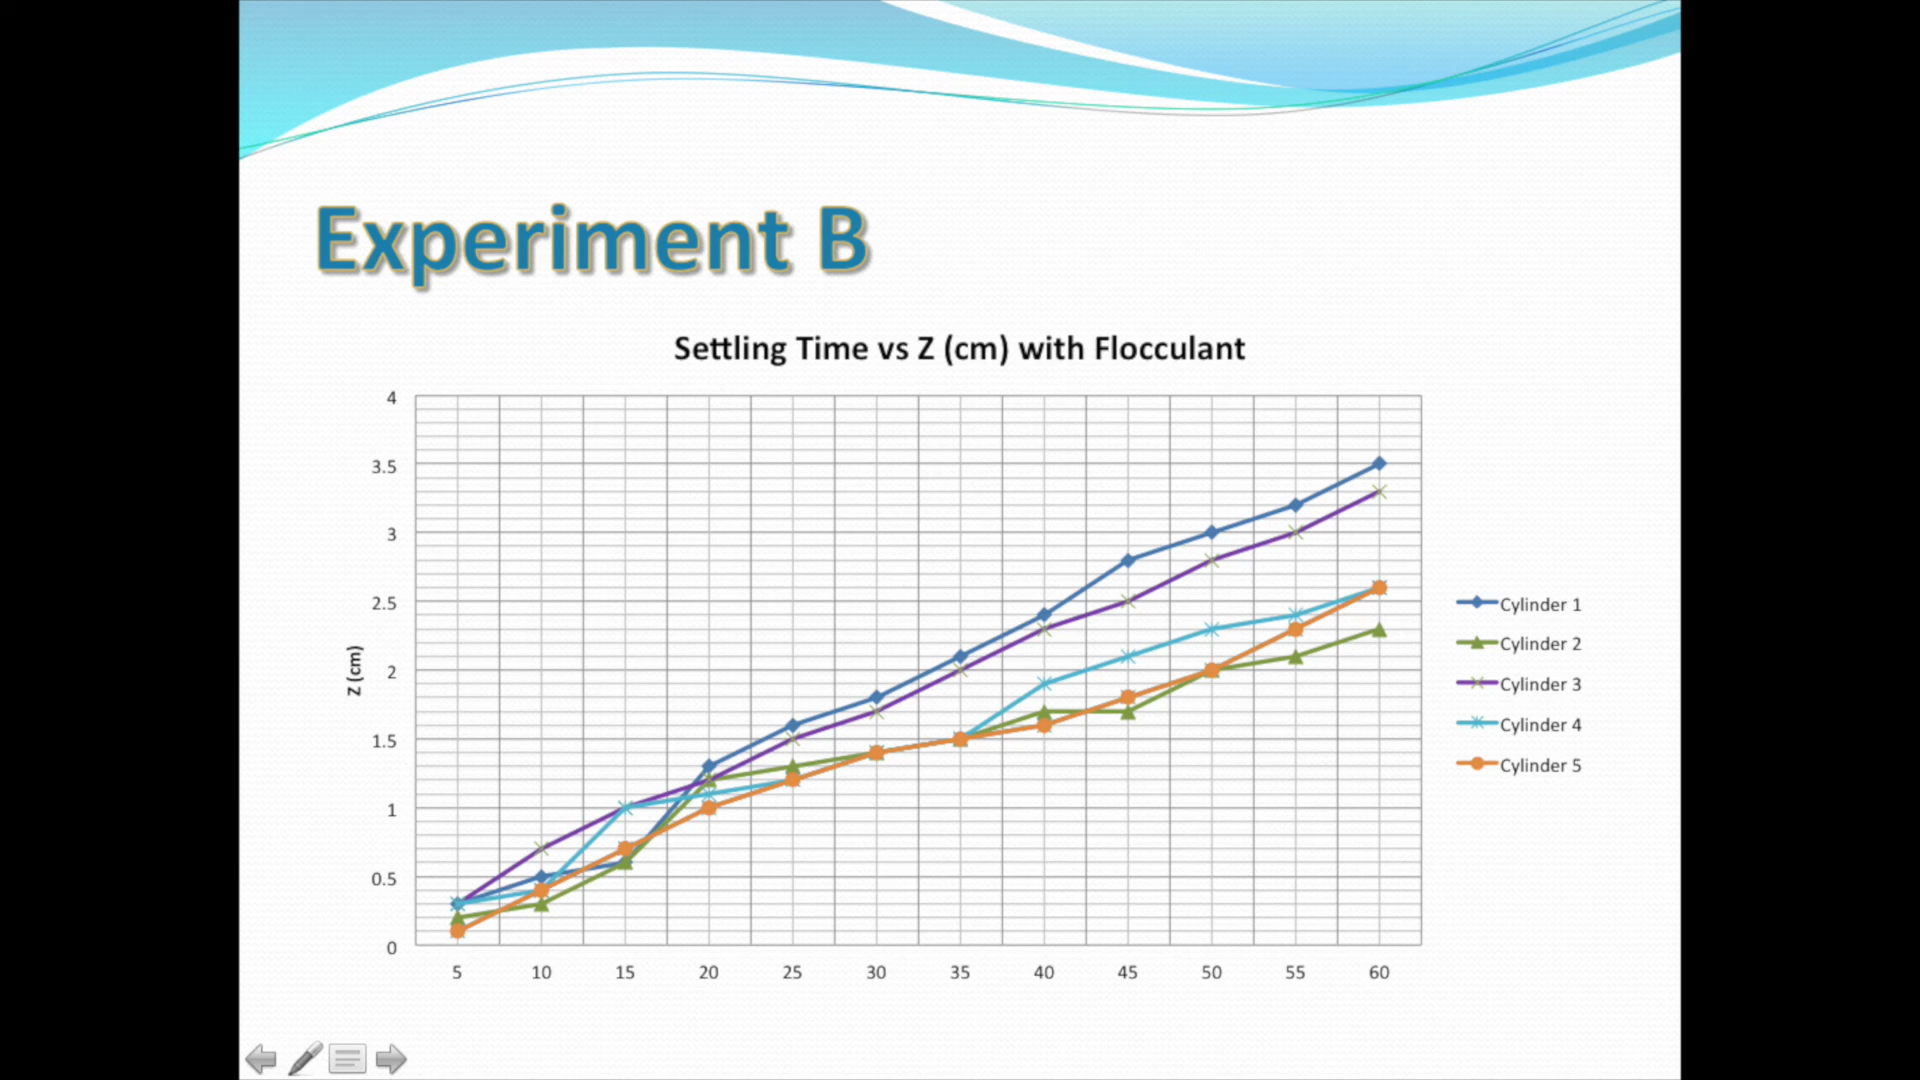 Experiment B
Settling Time vs Z (cm) with Flocculant
4
3.5
3
2.5
2
1.5
1
0.5
0
z (cm)
5 10 15 20 25 30 35 40 45 50 55 60
Cylinder 1
Cylinder 2
Cylinder 3
Cylinder 4
Cylinder 5